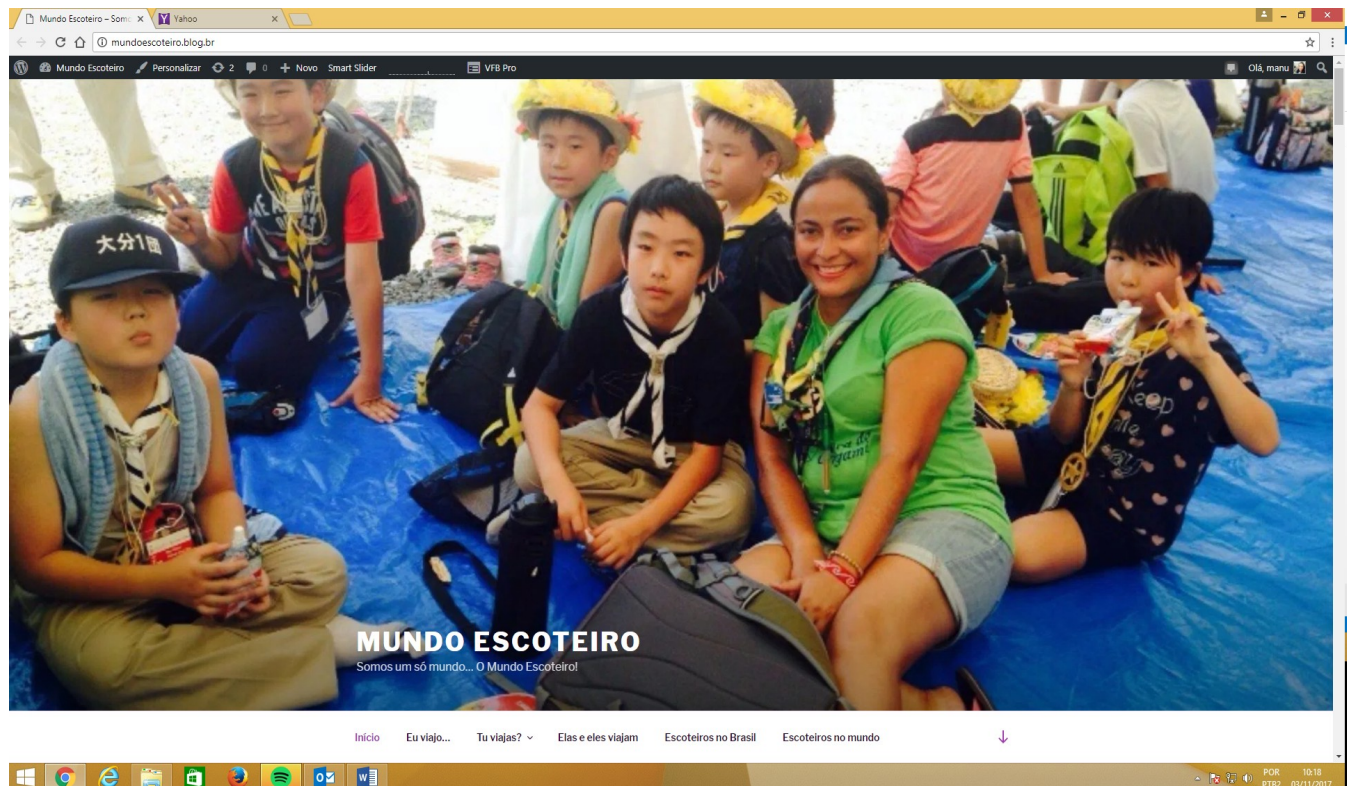 Mundo Escoteiro – Som
Yahoo
mundoescoteiro.blog.br
Mundo Escoteiro Personalizar 2 0 + Novo Smart Slider VFB Pro Olá, manu
大分1団
Keep
MUNDO ESCOTEIRO
Somos um só mundo... O Mundo Escoteiro!
Início Eu viajo... Tu viajas? Elas e eles viajam Escoteiros no Brasil Escoteiros no mundo
POR 10:18
PTB2 03/11/2017